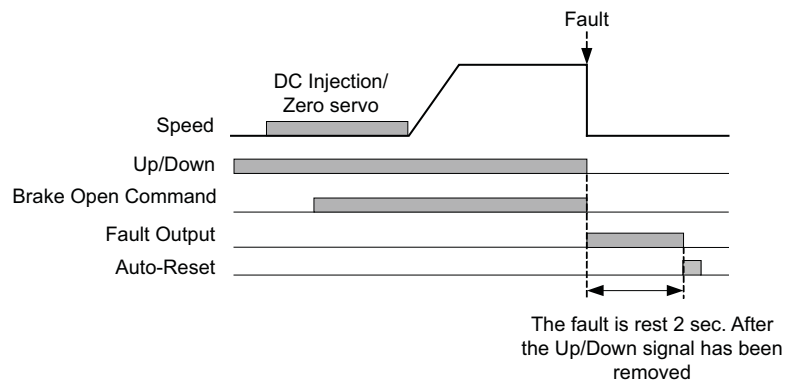 Fault
DC Injection/
Zero servo
Speed
Up/Down
Brake Open Command
Fault Output
Auto-Reset
The fault is rest 2 sec. After
the Up/Down signal has been
removed